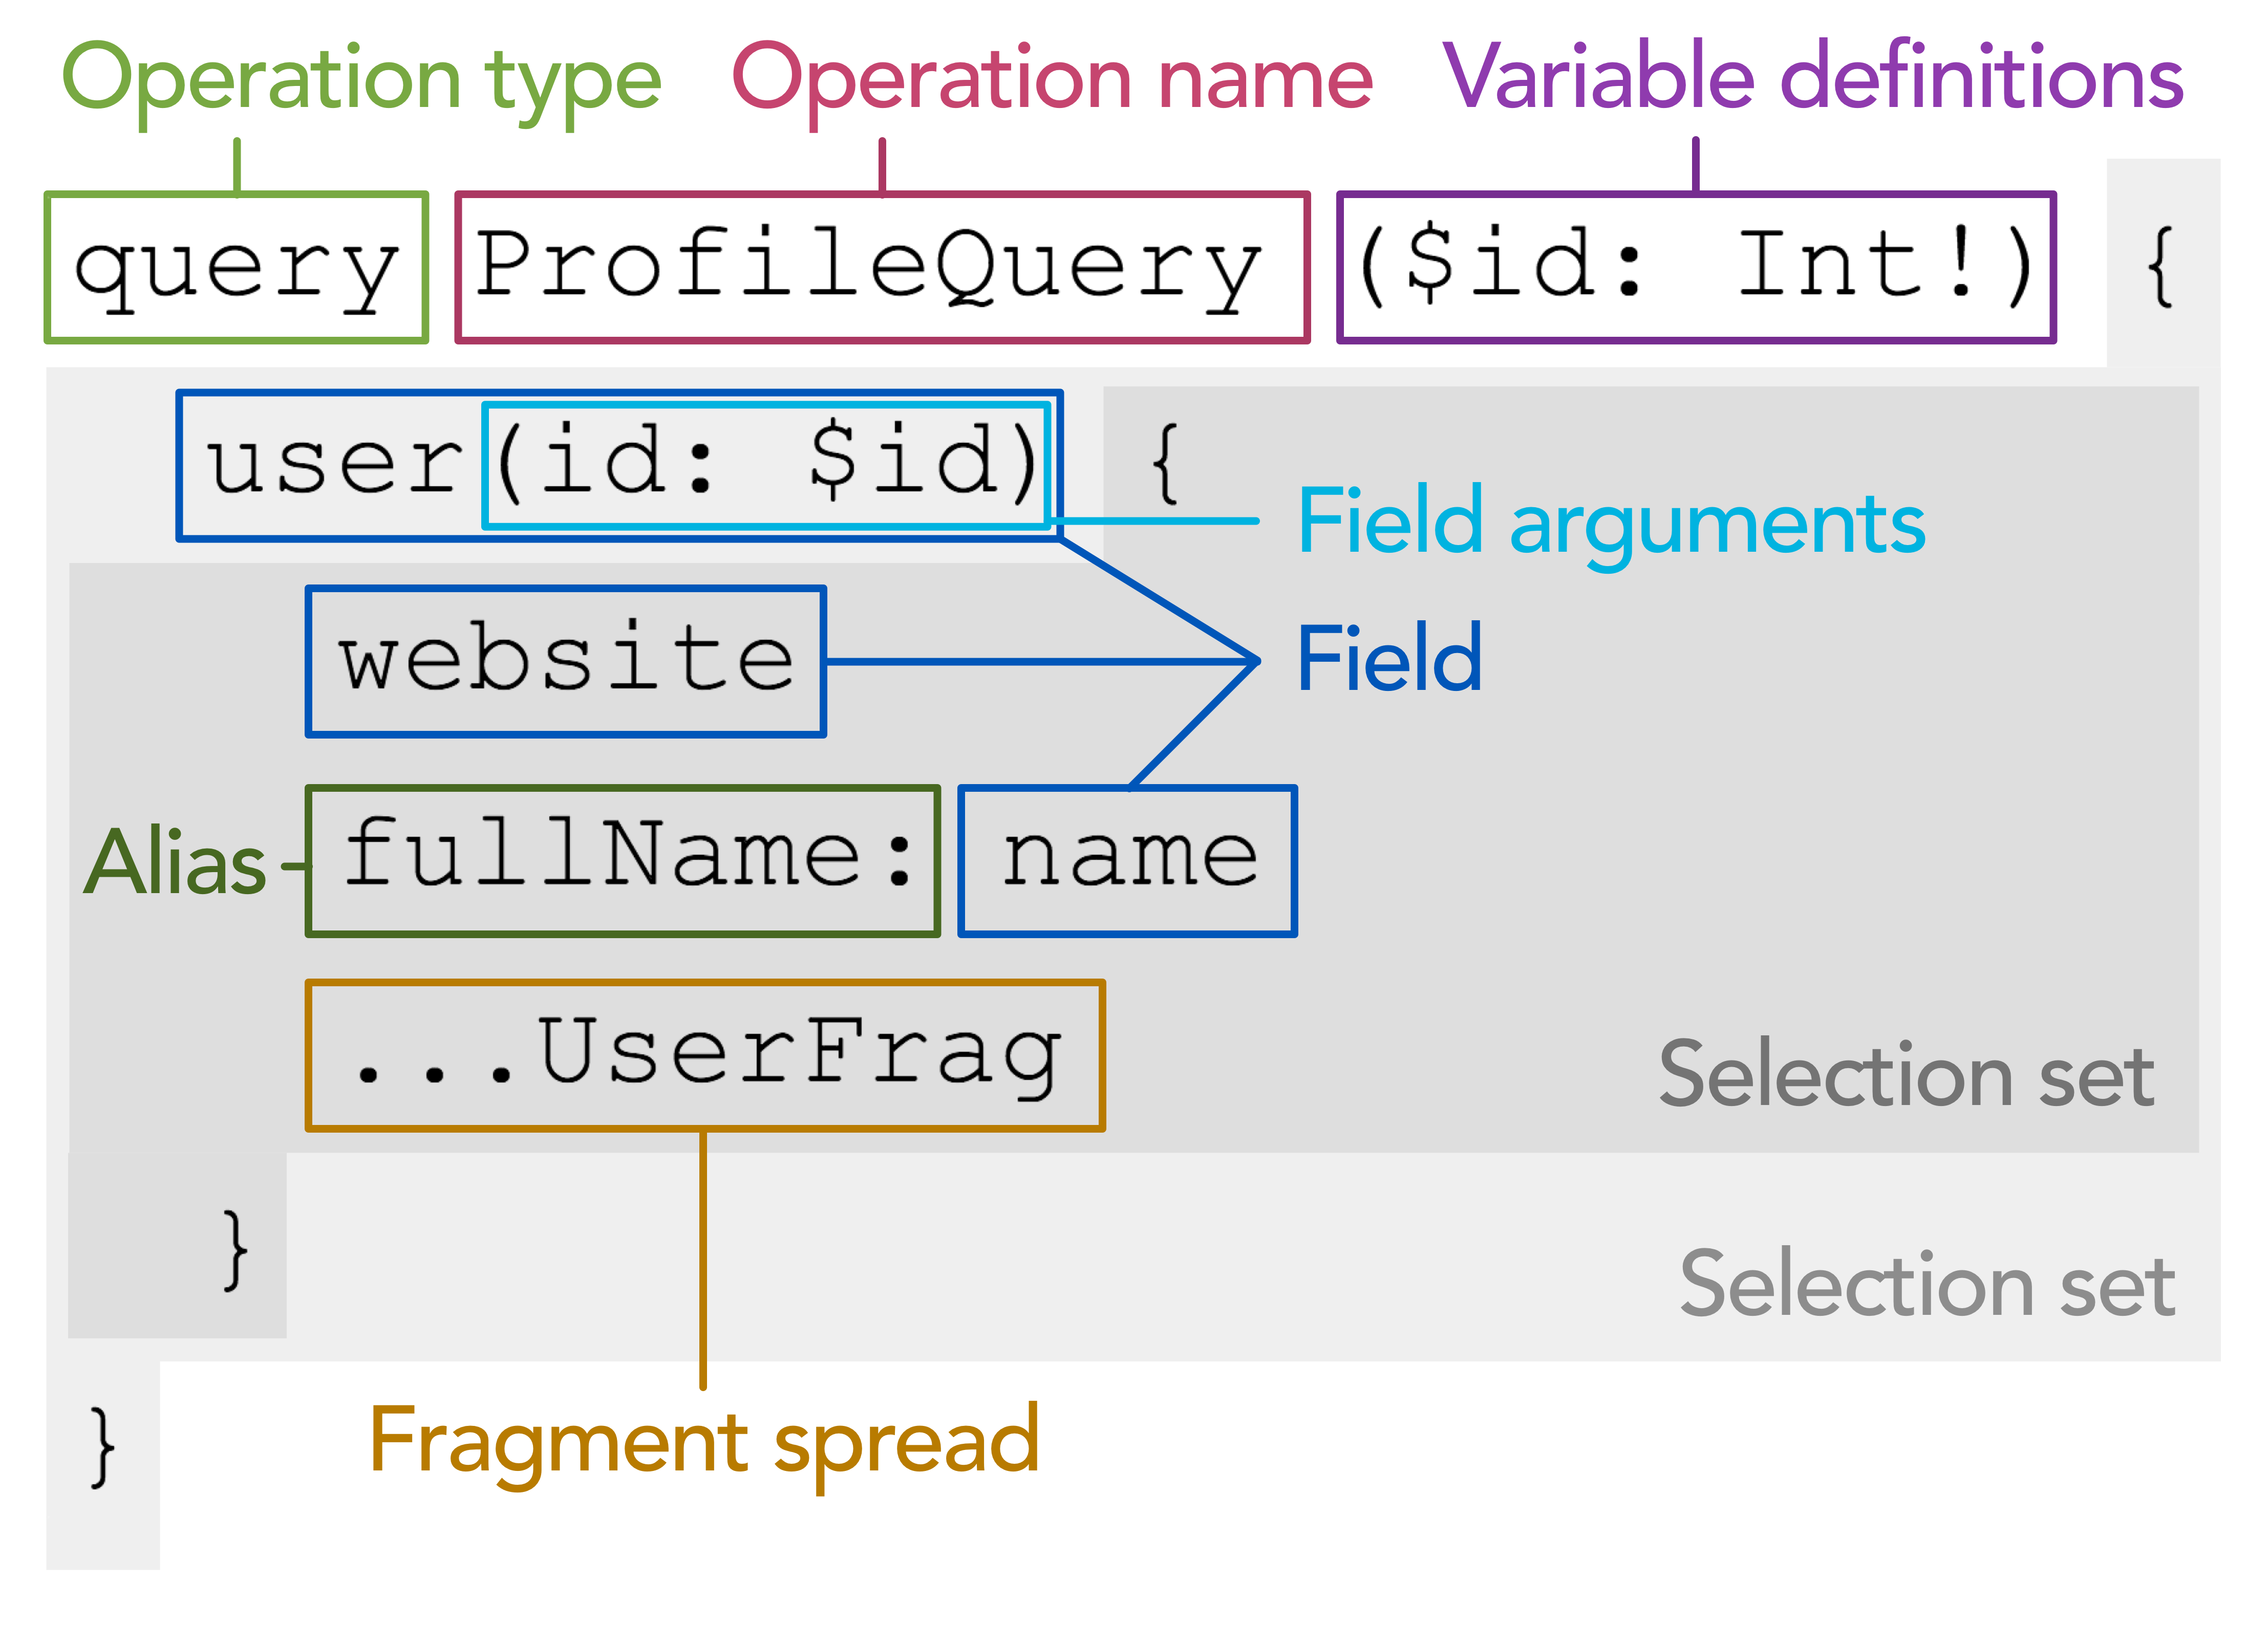 Operation type Operation name Variable definitions
query ProfileQuery ($id: Int!) {
user(id: $id) {
Field arguments
website
Field
Alias fullName: name
...UserFrag
Selection set
}
Selection set
}
Fragment spread